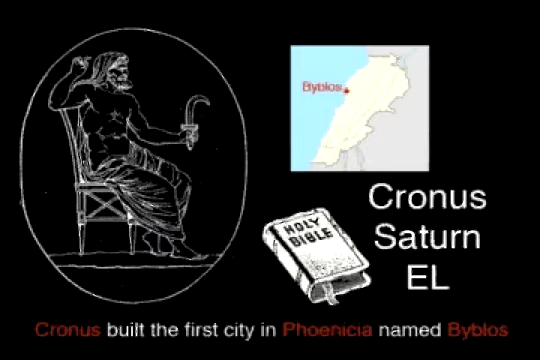 Byblos
HOLY
BIBLE
Cronus
Saturn
EL
Cronus built the first city in Phoenicia named Byblos